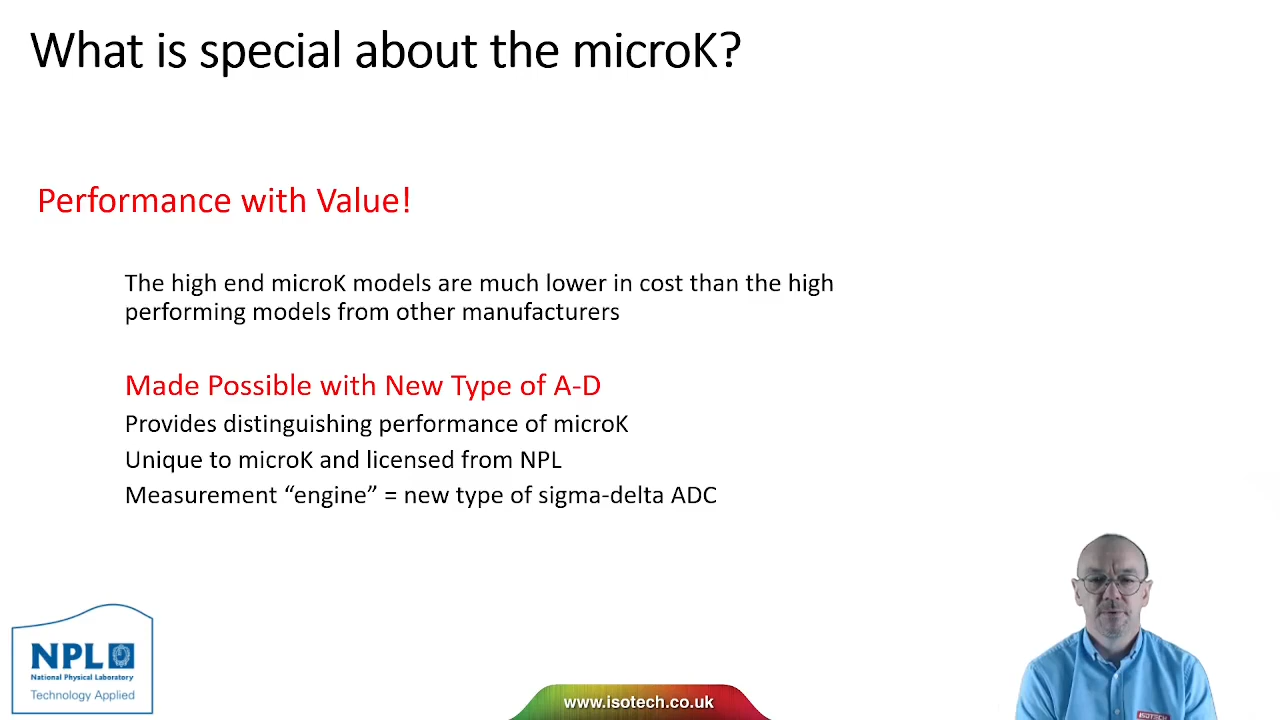 What is special about the microK?
Performance with Value!
The high end microK models are much lower in cost than the high
performing models from other manufacturers
Made Possible with New Type of A-D
Provides distinguishing performance of microK
Unique to microK and licensed from NPL
Measurement “engine” = new type of sigma-delta ADC
NPL
National Physical Laboratory
Technology Applied
www.isotech.co.uk
ISOTECH